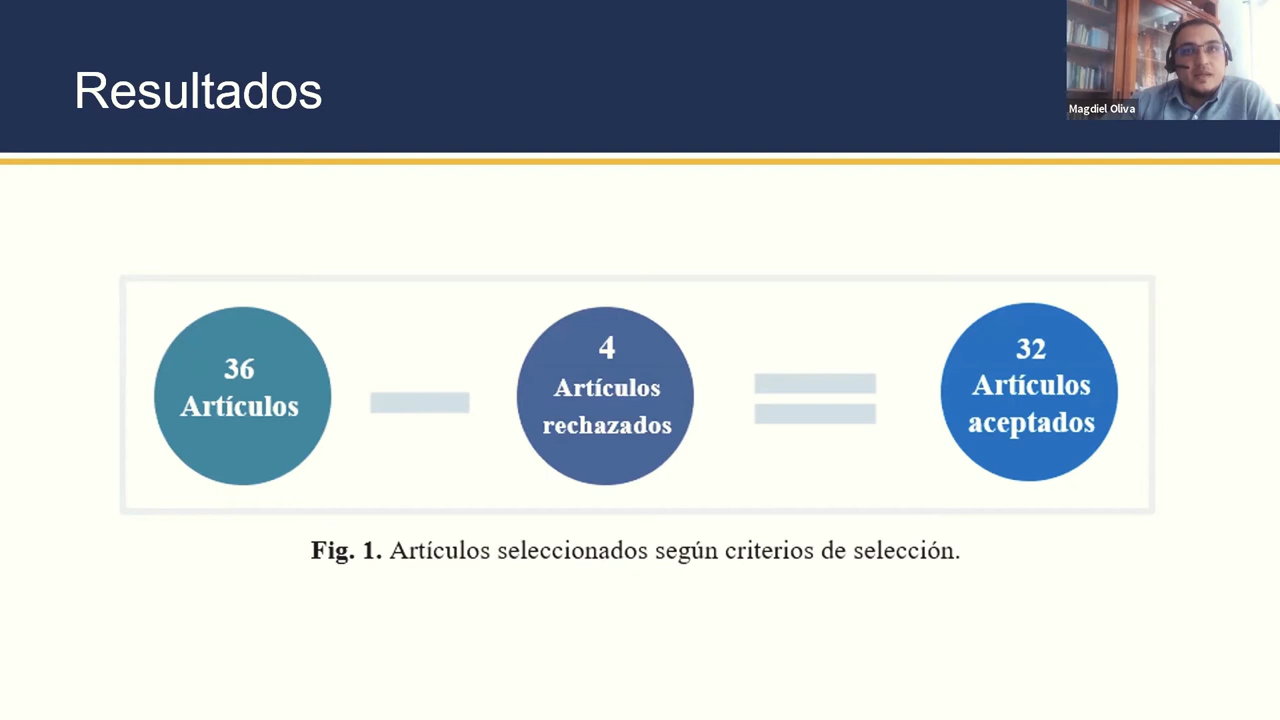 Resultados
Magdiel Oliva
36
Artículos
4
Artículos
rechazados
32
Artículos
aceptados
Fig. 1. Artículos seleccionados según criterios de selección.